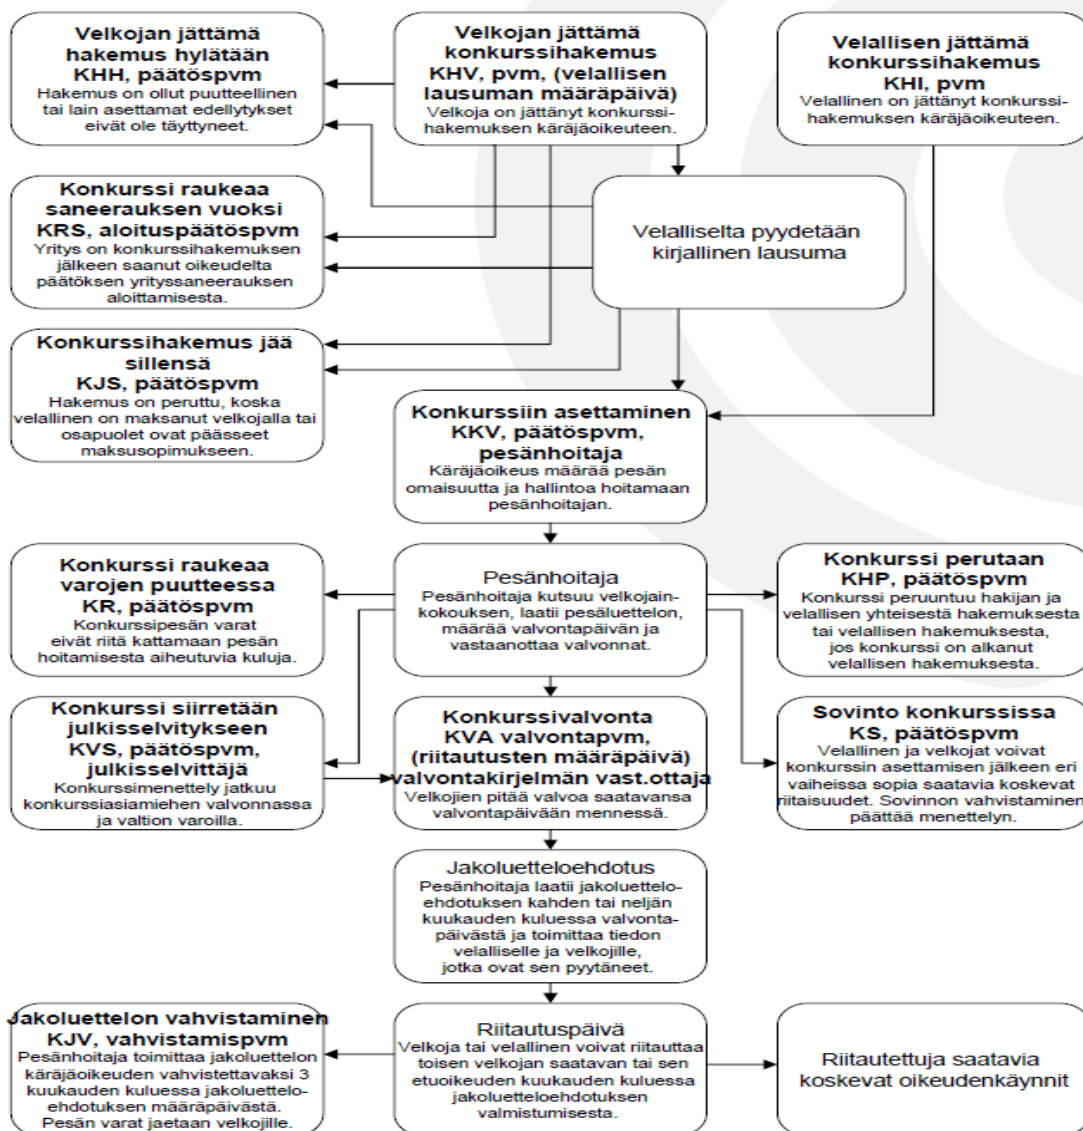 Velkojan jättämä
hakemus hylätään
KHH, päätöspvm
Hakemus on ollut puutteellinen
tai lain asettamat edellytykset
eivät ole täyttyneet.
Velkojan jättämä
konkurssihakemus
KHV, pvm, (velallisen
lausuman määräpäivä)
Velkoja on jättänyt konkurssi-
hakemuksen käräjäoikeuteen.
Velallisen jättämä
konkurssihakemus
KHI, pvm
Velallinen on jättänyt konkurssi-
hakemuksen käräjäoikeuteen.
Konkurssi raukeaa
saneerauksen vuoksi
KRS, aloituspäätöspvm
Yritys on konkurssihakemuksen
jälkeen saanut oikeudelta
päätöksen yrityssaneerauksen
aloittamisesta.
Velalliselta pyydetään
kirjallinen lausuma
Konkurssihakemus jää
sillensä
KJS, päätöspvm
Hakemus on peruttu, koska
velallinen on maksanut velkojalla tai
osapuolet ovat päässeet
maksusopimukseen.
Konkurssiin asettaminen
KKV, päätöspvm,
pesänhoitaja
Käräjäoikeus määrää pesän
omaisuutta ja hallintoa hoitamaan
pesänhoitajan.
Konkurssi raukeaa
varojen puutteessa
KR, päätöspvm
Konkurssipesän varat
eivät riitä kattamaan pesän
hoitamisesta aiheutuvia kuluja.
Pesänhoitaja
Pesänhoitaja kutsuu velkojain-
kokouksen, laatii pesäluettelon,
määrää valvontapäivän ja
vastaanottaa valvonnat.
Konkurssi perutaan
KHP, päätöspvm
Konkurssi peruuntuu hakijan ja
velallisen yhteisestä hakemuksesta
tai velallisen hakemuksesta,
jos konkurssi on alkanut
velallisen hakemuksesta.
Konkurssi siirretään
julkisselvitykseen
KVS, päätöspvm,
julkisselvittäjä
Konkurssimenettely jatkuu
konkurssiasiamiehen valvonnassa
ja valtion varoilla.
Konkurssivalvonta
KVA valvontapvm,
(riitautusten määräpäivä)
valvontakirjelmän vast.ottaja
Velkojien pitää valvoa saatavansa
valvontapäivään mennessä.
Sovinto konkurssissa
KS, päätöspvm
Velallinen ja velkojat voivat
konkurssin asettamisen jälkeen eri
vaiheissa sopia saatavia koskevat
riitaisuudet. Sovinnon vahvistaminen
päättää menettelyn.
Jakoluetteloehdotus
Pesänhoitaja laatii jakoluettelo-
ehdotuksen kahden tai neljän
kuukauden kuluessa valvonta-
päivästä ja toimittaa tiedon
velalliselle ja velkojille,
jotka ovat sen pyytäneet.
Jakoluettelon vahvistaminen
KJV, vahvistamispvm
Pesänhoitaja toimittaa jakoluettelon
käräjäoikeuden vahvistettavaksi 3
kuukauden kuluessa jakoluettelo-
ehdotuksen määräpäivästä.
Pesän varat jaetaan velkojille.
Riitautuspäivä
Velkoja tai velallinen voivat riitauttaa
toisen velkojan saatavan tai sen
etuoikeuden kuukauden kuluessa
jakoluetteloehdotuksen
valmistumisesta.
Riitautettuja saatavia
koskevat oikeudenkäynnit